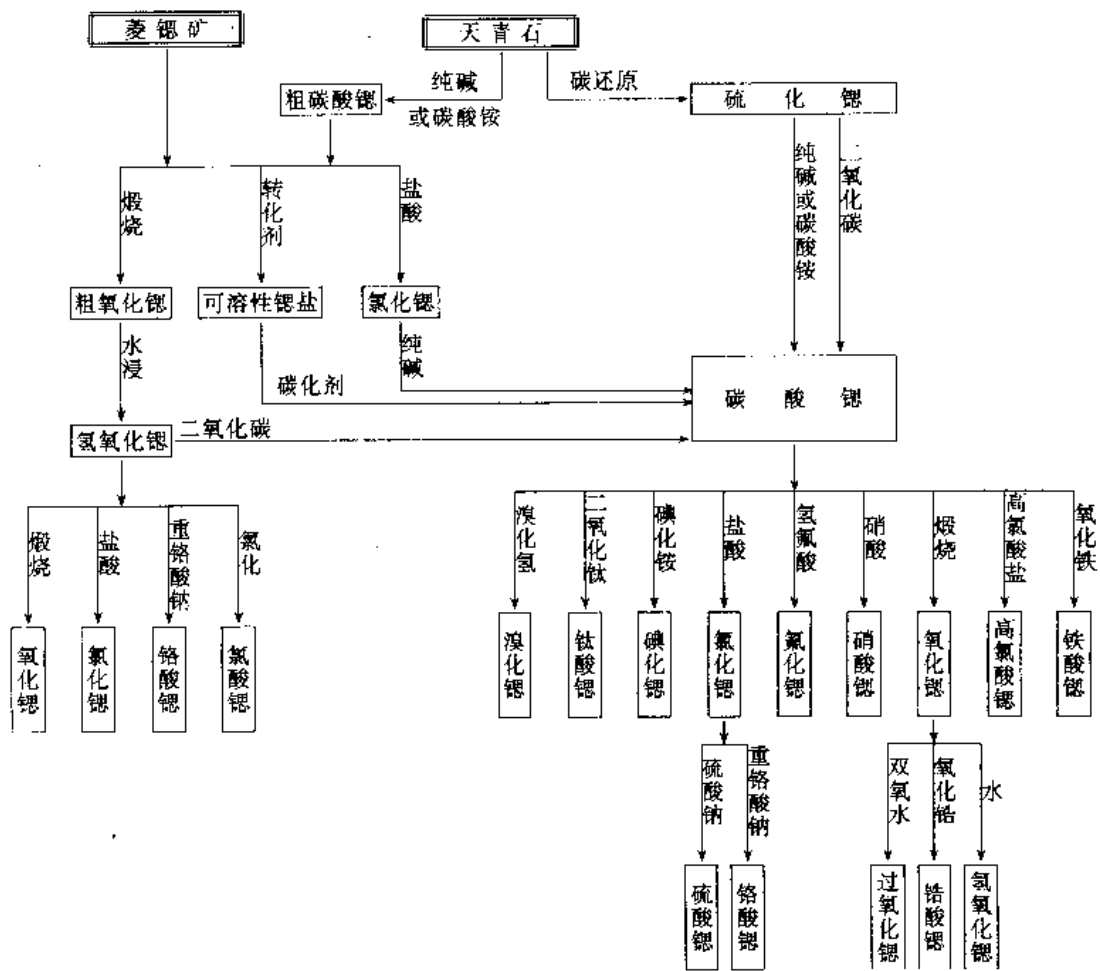 菱锶矿
天青石
纯碱
或碳酸铵
碳还原
粗碳酸锶
硫化锶
煅烧
转化剂
盐酸
纯碱或碳酸铵
二氧化碳
粗氧化锶
可溶性锶盐
氯化锶
水浸
碳化剂
纯碱
碳酸锶
氢氧化锶
二氧化碳
煅烧
盐酸
重铬酸钠
氯化
溴化氢
二氧化钛
碘化铵
盐酸
氢氟酸
硝酸
煅烧
高氯酸盐
氧化铁
氧化锶
氯化锶
铬酸锶
氯酸锶
溴化锶
钛酸锶
碘化锶
氯化锶
氟化锶
硝酸锶
氧化锶
高氯酸锶
铁酸锶
硫酸钠
重铬酸钠
双氧水
氧化锆
水
硫酸锶
铬酸锶
过氧化锶
锆酸锶
氢氧化锶